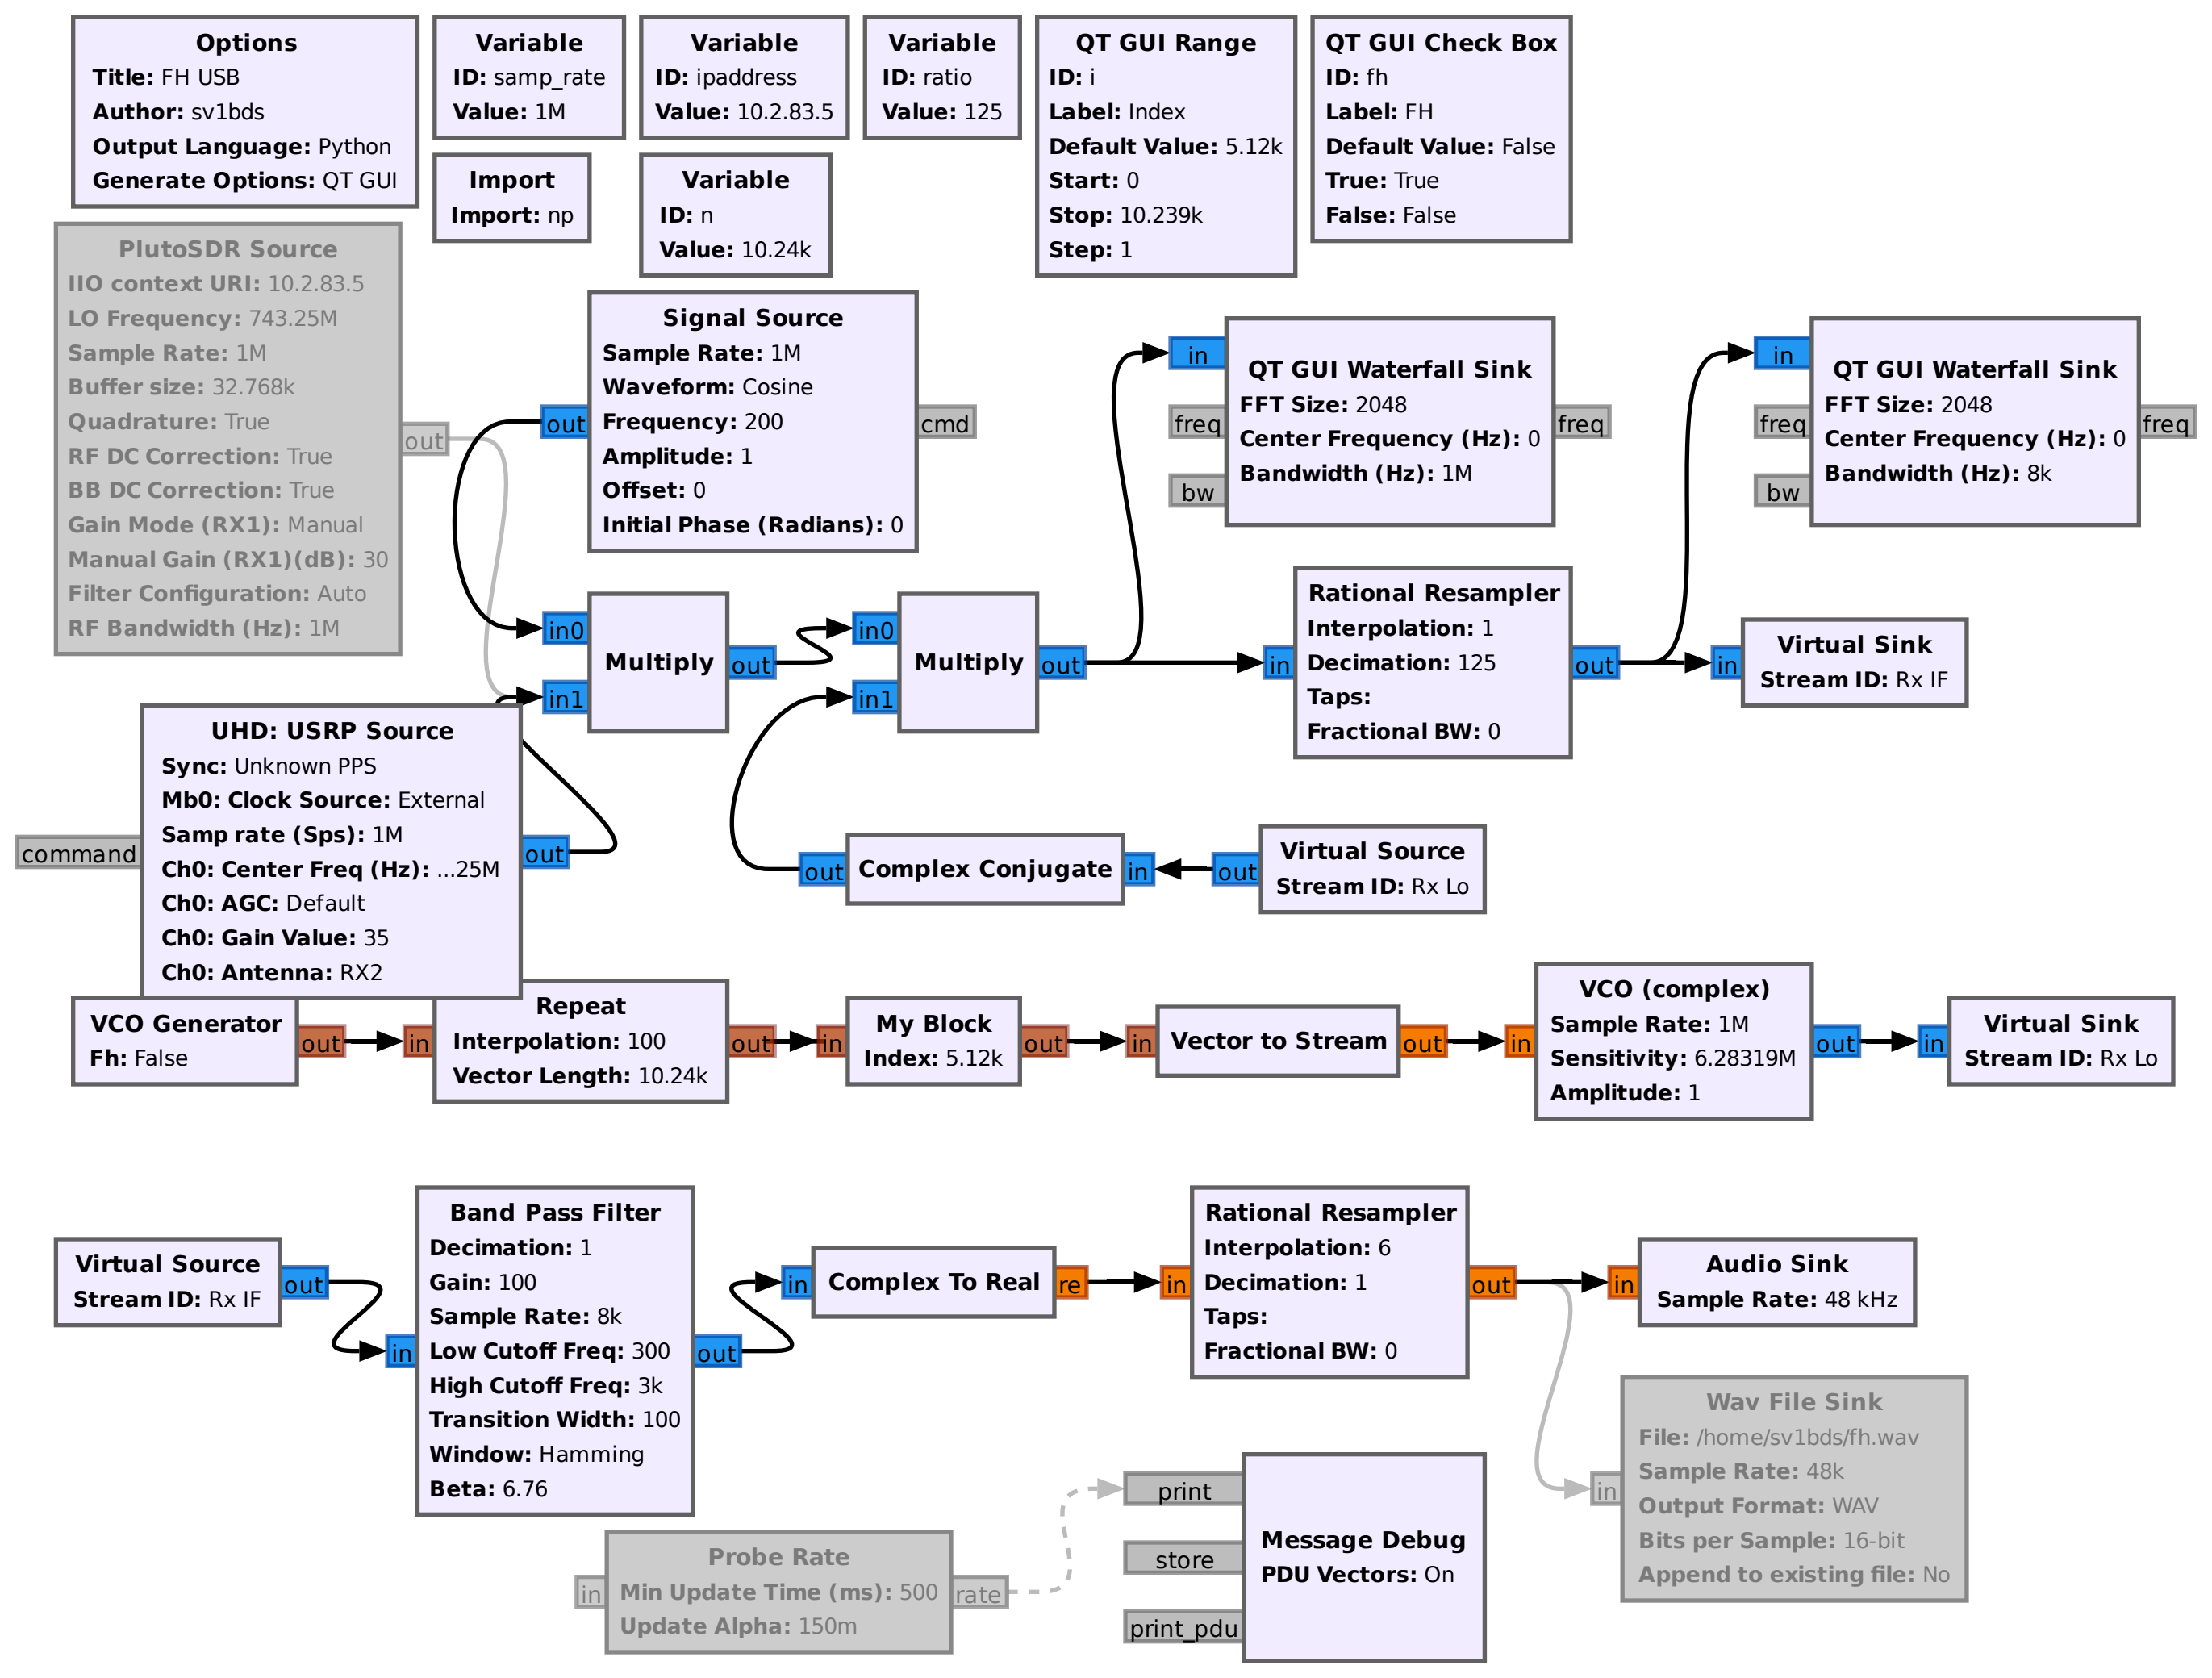 Options
Title: FH USB
Author: sv1bds
Output Language: Python
Generate Options: QT GUI
Variable
ID: samp_rate
Value: 1M
Variable
ID: ipaddress
Value: 10.2.83.5
Variable
ID: ratio
Value: 125
QT GUI Range
ID: i
Label: Index
Default Value: 5.12k
Start: 0
Stop: 10.239k
Step: 1
QT GUI Check Box
ID: fh
Label: FH
Default Value: False
True: True
False: False
Import
Import: np
Variable
ID: n
Value: 10.24k
PlutoSDR Source
IIO context URI: 10.2.83.5
LO Frequency: 743.25M
Sample Rate: 1M
Buffer size: 32.768k
Quadrature: True
RF DC Correction: True
BB DC Correction: True
Gain Mode (RX1): Manual
Manual Gain (RX1)(dB): 30
Filter Configuration: Auto
RF Bandwidth (Hz): 1M
out
Signal Source
Sample Rate: 1M
Waveform: Cosine
Frequency: 200
Amplitude: 1
Offset: 0
Initial Phase (Radians): 0
out
cmd
in
freq
bw
QT GUI Waterfall Sink
FFT Size: 2048
Center Frequency (Hz): 0
Bandwidth (Hz): 1M
freq
in
freq
bw
QT GUI Waterfall Sink
FFT Size: 2048
Center Frequency (Hz): 0
Bandwidth (Hz): 8k
freq
in0
in1
Multiply
out
in0
in1
Multiply
out
in
Rational Resampler
Interpolation: 1
Decimation: 125
Taps:
Fractional BW: 0
out
in
Virtual Sink
Stream ID: Rx IF
command
UHD: USRP Source
Sync: Unknown PPS
Mb0: Clock Source: External
Samp rate (Sps): 1M
Ch0: Center Freq (Hz): ...25M
Ch0: AGC: Default
Ch0: Gain Value: 35
Ch0: Antenna: RX2
out
out
Complex Conjugate
in
out
Virtual Source
Stream ID: Rx Lo
VCO Generator
Fh: False
out
in
Repeat
Interpolation: 100
Vector Length: 10.24k
out
in
My Block
Index: 5.12k
out
in
Vector to Stream
out
in
VCO (complex)
Sample Rate: 1M
Sensitivity: 6.28319M
Amplitude: 1
out
in
Virtual Sink
Stream ID: Rx Lo
Virtual Source
Stream ID: Rx IF
out
in
Band Pass Filter
Decimation: 1
Gain: 100
Sample Rate: 8k
Low Cutoff Freq: 300
High Cutoff Freq: 3k
Transition Width: 100
Window: Hamming
Beta: 6.76
out
in
Complex To Real
re
in
Rational Resampler
Interpolation: 6
Decimation: 1
Taps:
Fractional BW: 0
out
in
Audio Sink
Sample Rate: 48 kHz
in
Wav File Sink
File: /home/sv1bds/fh.wav
Sample Rate: 48k
Output Format: WAV
Bits per Sample: 16-bit
Append to existing file: No
in
Probe Rate
Min Update Time (ms): 500
Update Alpha: 150m
rate
print
store
print_pdu
Message Debug
PDU Vectors: On